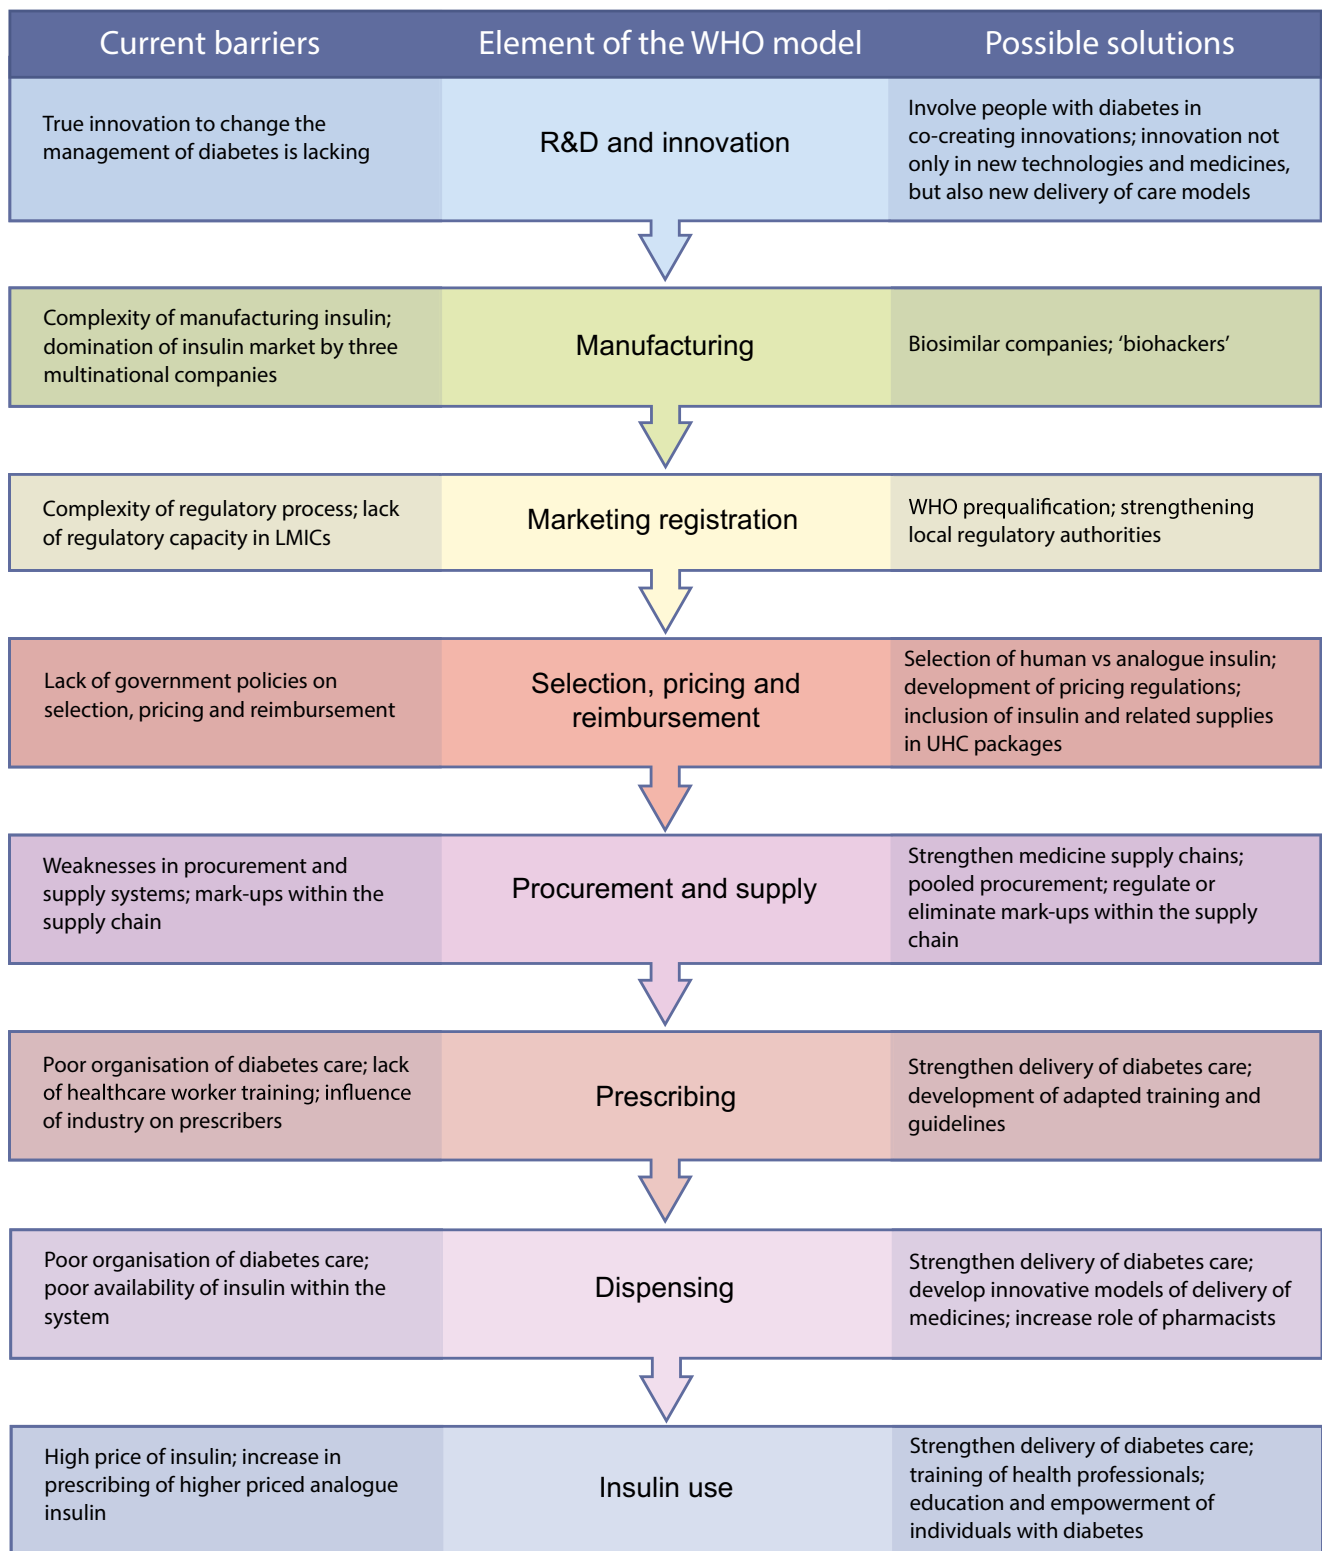 Current barriers
Element of the WHO model
Possible solutions
True innovation to change the
management of diabetes is lacking
R&D and innovation
Involve people with diabetes in
co-creating innovations; innovation not
only in new technologies and medicines,
but also new delivery of care models
Complexity of manufacturing insulin;
domination of insulin market by three
multinational companies
Manufacturing
Biosimilar companies; ‘biohackers’
Complexity of regulatory process; lack
of regulatory capacity in LMICs
Marketing registration
WHO prequalification; strengthening
local regulatory authorities
Lack of government policies on
selection, pricing and reimbursement
Selection, pricing and
reimbursement
Selection of human vs analogue insulin;
development of pricing regulations;
inclusion of insulin and related supplies
in UHC packages
Weaknesses in procurement and
supply systems; mark-ups within the
supply chain
Procurement and supply
Strengthen medicine supply chains;
pooled procurement; regulate or
eliminate mark-ups within the supply
chain
Poor organisation of diabetes care; lack
of healthcare worker training; influence
of industry on prescribers
Prescribing
Strengthen delivery of diabetes care;
development of adapted training and
guidelines
Poor organisation of diabetes care;
poor availability of insulin within the
system
Dispensing
Strengthen delivery of diabetes care;
develop innovative models of delivery of
medicines; increase role of pharmacists
High price of insulin; increase in
prescribing of higher priced analogue
insulin
Insulin use
Strengthen delivery of diabetes care;
training of health professionals;
education and empowerment of
individuals with diabetes